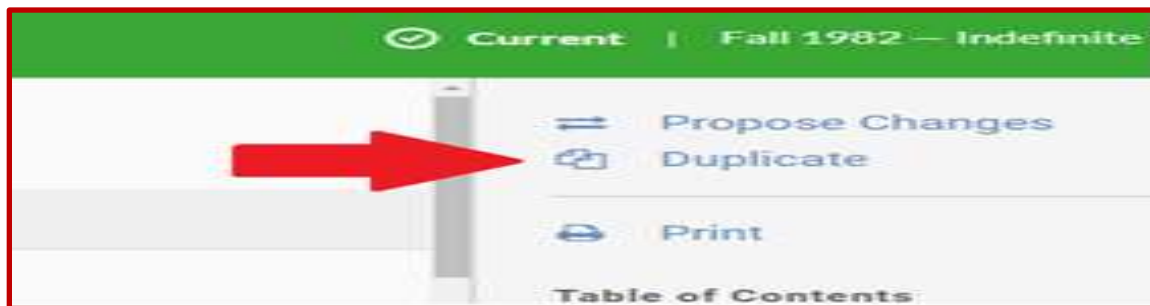 Current | Fall 1982 — Indefinite
Propose Changes
Duplicate
Print
Table of Contents